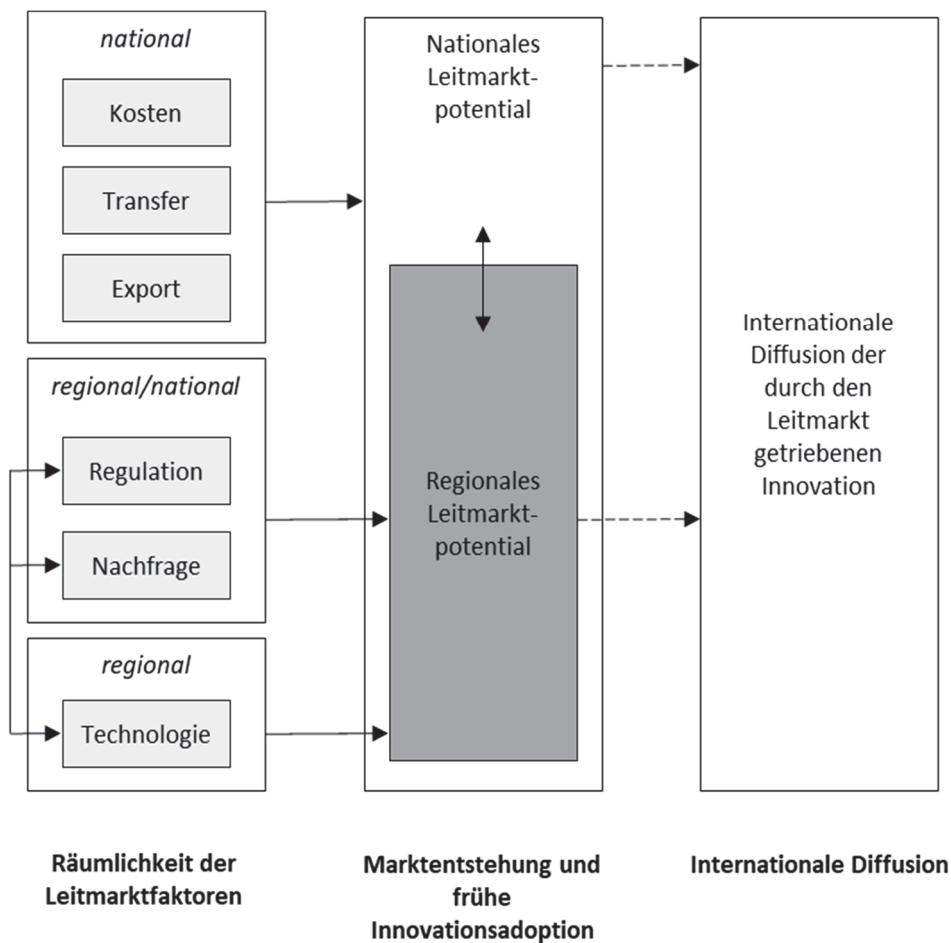 national
Kosten
Transfer
Export
regional/national
Regulation
Nachfrage
regional
Technologie
Nationales
Leitmarkt-
potential
Regionales
Leitmarkt-
potential
Internationale
Diffusion der
durch den
Leitmarkt
getriebenen
Innovation
Räumlichkeit der
Leitmarktfaktoren
Marktentstehung und
frühe
Innovationsadoption
Internationale Diffusion